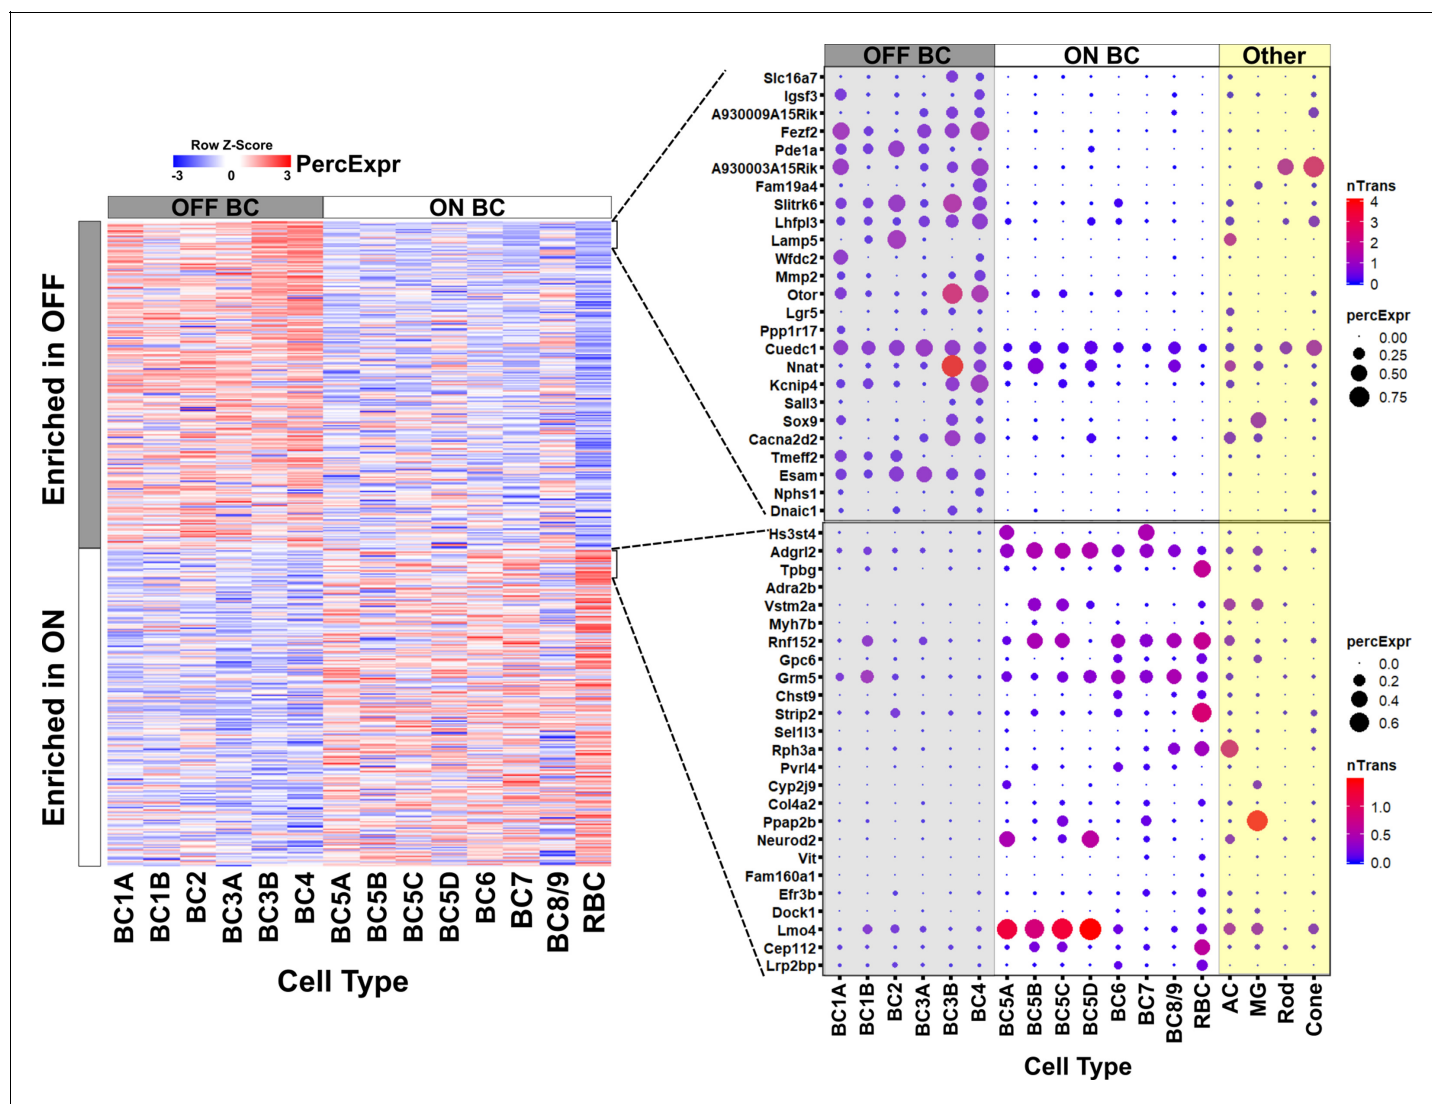 Row Z-Score
-3 0 3
PercExpr
OFF BC ON BC
Enriched in OFF
Enriched in ON
BC1A
BC1B
BC2
BC3A
BC3B
BC4
BC5A
BC5B
BC5C
BC5D
BC6
BC7
BC8/9
RBC
Cell Type
OFF BC ON BC Other
Slc16a7
Igsf3
A930009A15Rik
Fezf2
Pde1a
A930003A15Rik
Fam19a4
Slitrk6
Lhfpl3
Lamp5
Wfdc2
Mmp2
Otor
Lgr5
Ppp1r17
Cuedc1
Nnat
Kcnip4
Sall3
Sox9
Cacna2d2
Tmeff2
Esam
Nphs1
Dnaic1
Hs3st4
Adgrl2
Tpbg
Adra2b
Vstm2a
Myh7b
Rnf152
Gpc6
Grm5
Chst9
Strip2
Sel1l3
Rph3a
Pvrl4
Cyp2j9
Col4a2
Ppap2b
Neurod2
Vit
Fam160a1
Efr3b
Dock1
Lmo4
Cep112
Lrp2bp
BC1A
BC1B
BC2
BC3A
BC3B
BC4
BC5A
BC5B
BC5C
BC5D
BC6
BC7
BC8/9
RBC
AC
MG
Rod
Cone
Cell Type
nTrans
4
3
2
1
0
percExpr
0.00
0.25
0.50
0.75
percExpr
0.0
0.2
0.4
0.6
nTrans
1.0
0.5
0.0